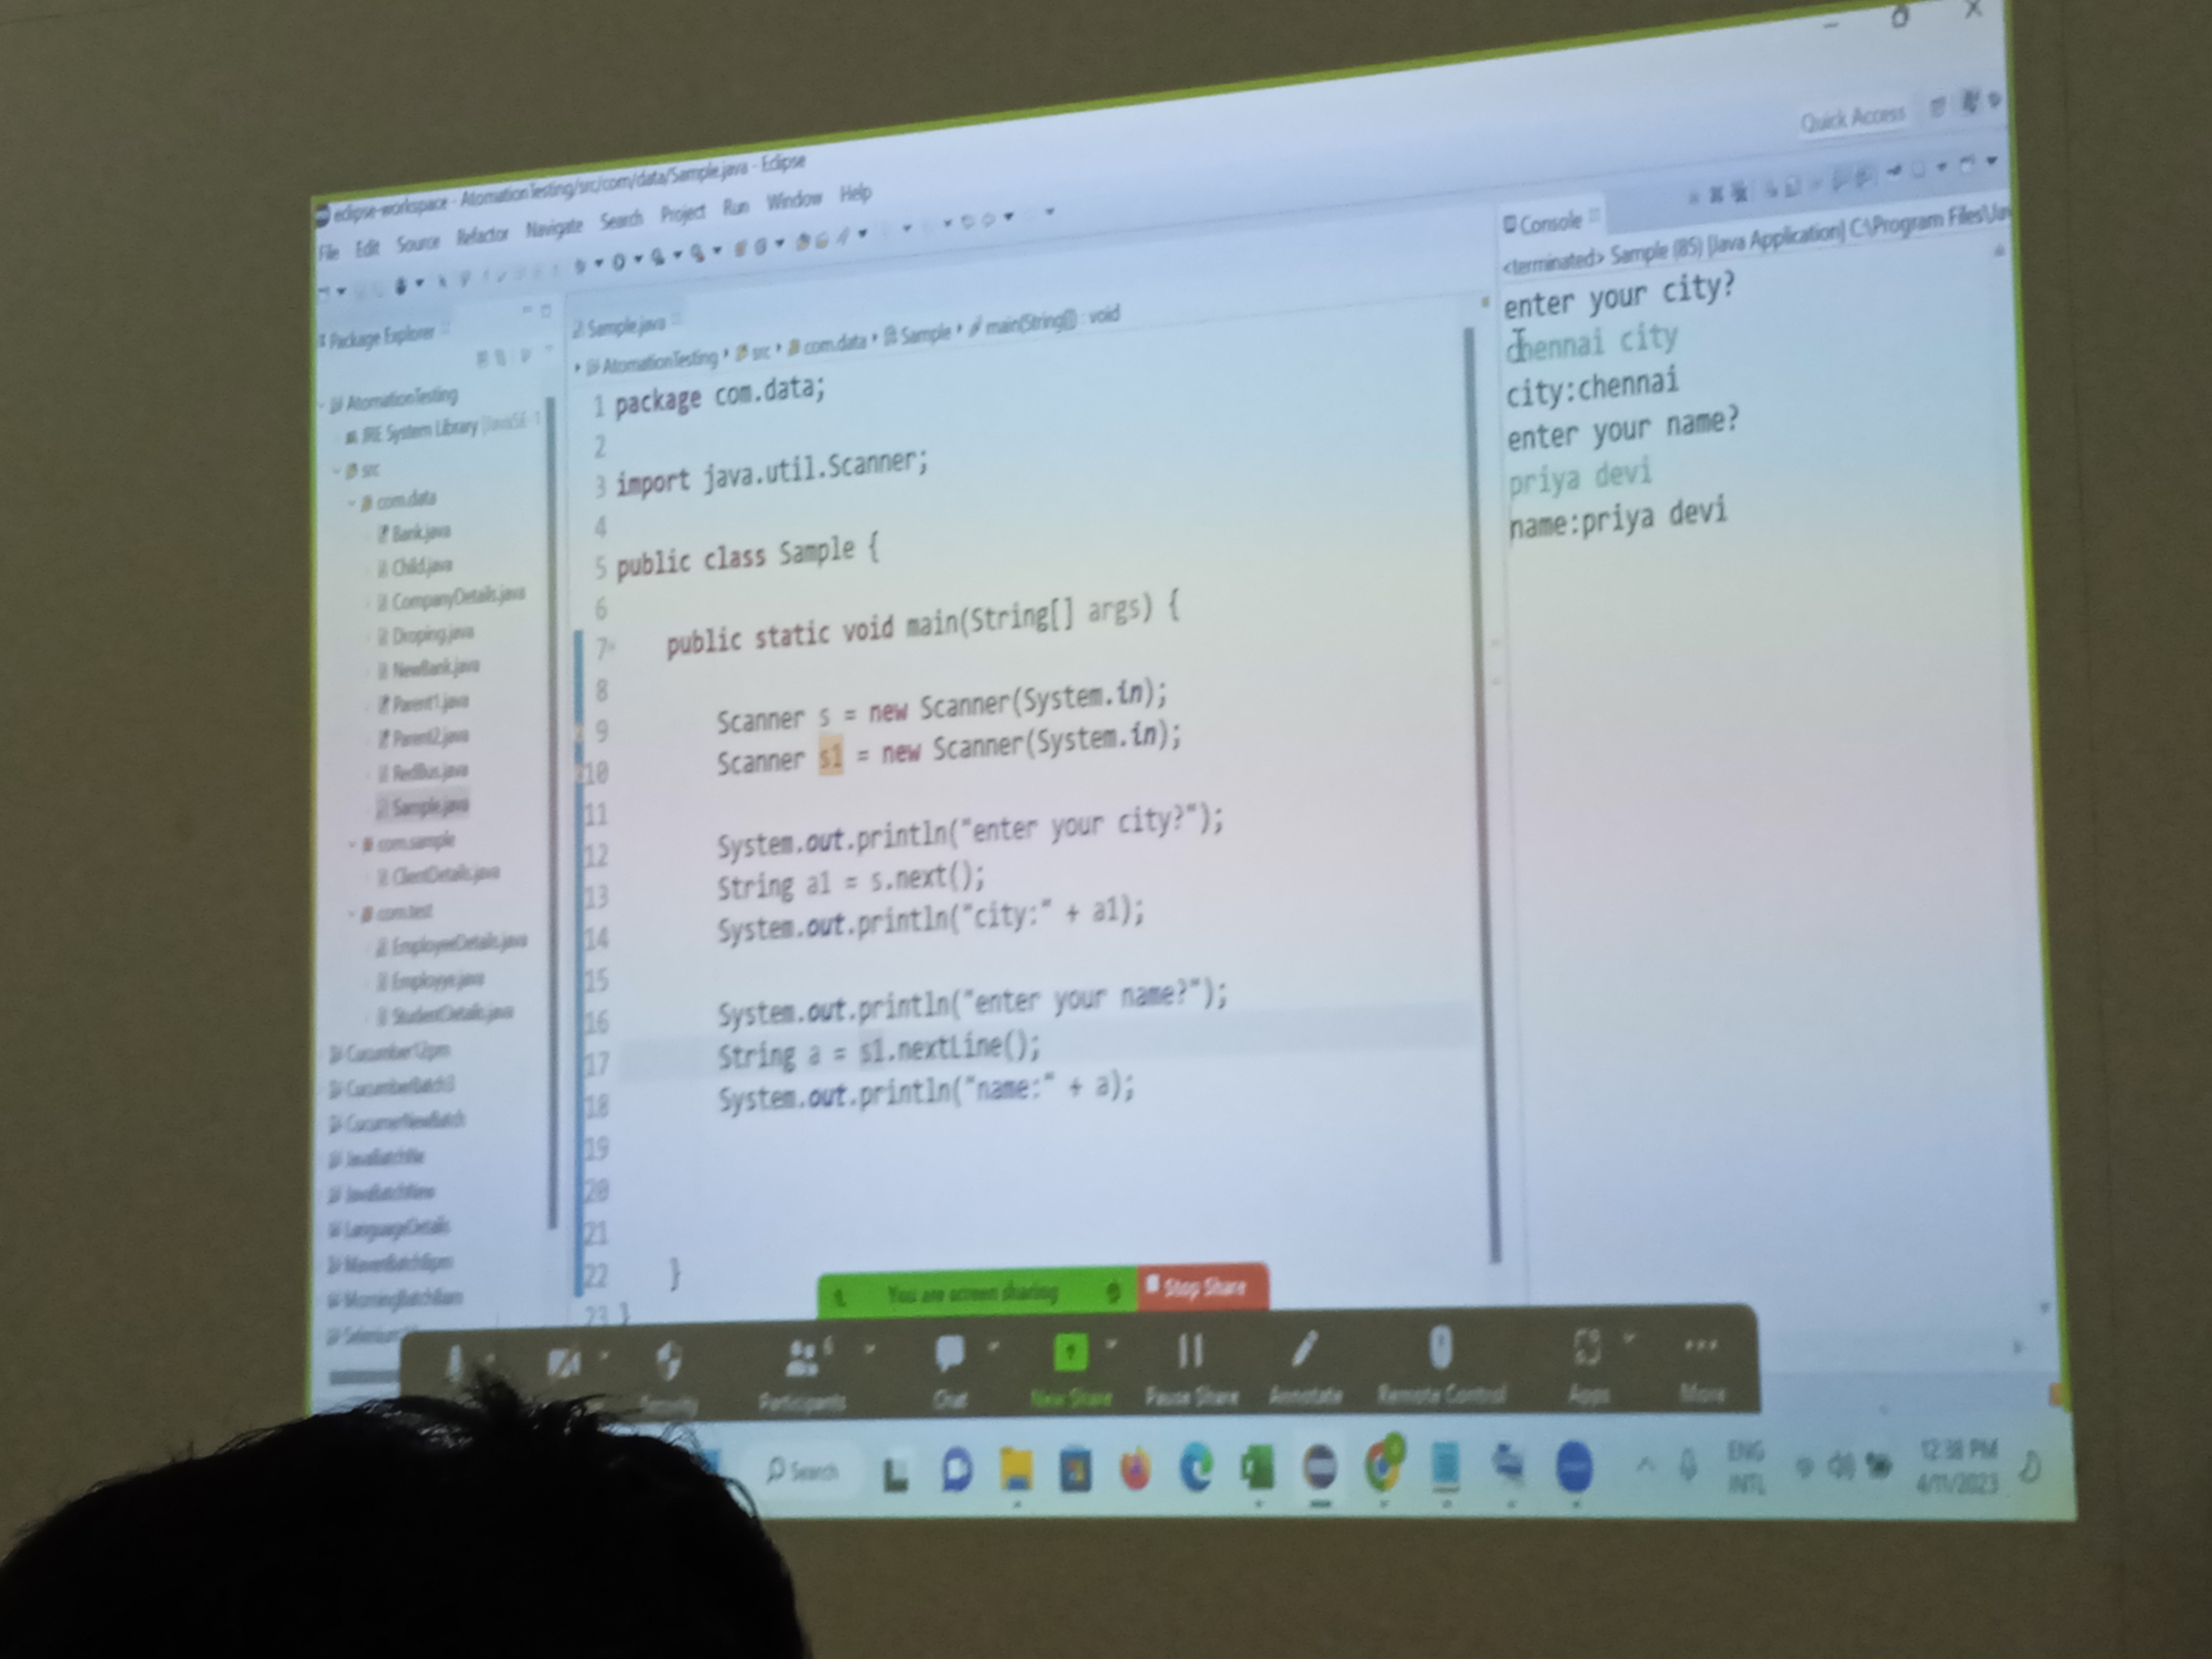 eclipse-workspace - AtomationTesting/src/com/data/Sample.java - Eclipse
File Edit Source Refactor Navigate Search Project Run Window Help
Quick Access
Package Explorer
AtomationTesting
JRE System Library [JavaSE-1
src
com.data
Bank.java
Child.java
CompanyDetails.java
Droping.java
NewBank.java
Parent1.java
Parent2.java
RedBus.java
Sample.java
com.sample
ClientDetails.java
com.test
EmployeeDetails.java
Employye.java
StudentDetails.java
Cucumber12pm
CucumberBatch3
CucumerNewBatch
LanguageDetails
MavenBatch8pm
MorningBatch8am
Sample.java
AtomationTesting src com.data Sample main(String[]) : void
1 package com.data;
2
3 import java.util.Scanner;
4
5 public class Sample {
6
7 public static void main(String[] args) {
8
9 Scanner s = new Scanner(System.in);
10 Scanner s1 = new Scanner(System.in);
11
12 System.out.println("enter your city?");
13 String a1 = s.next();
14 System.out.println("city:" + a1);
15
16 System.out.println("enter your name?");
17 String a = s1.nextLine();
18 System.out.println("name:" + a);
19
20
21
22 }
23 }
Console
<terminated> Sample (85) [Java Application] C:\Program Files\Jav
enter your city?
chennai city
city:chennai
enter your name?
priya devi
name:priya devi
You are screen sharing Stop Share
6
Participants Chat New Share Pause Share Annotate Remote Control Apps More
Search
ENG
INTL
12:38 PM
4/11/2023